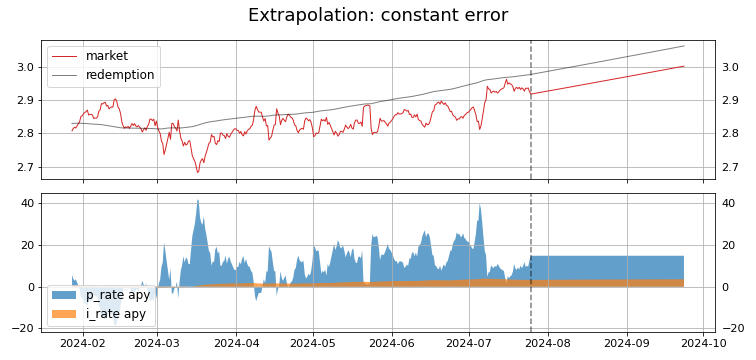 Extrapolation: constant error
market
redemption
3.0 3.0
2.9 2.9
2.8 2.8
2.7 2.7
40 40
20 20
0 0
−20 −20
p_rate apy
i_rate apy
2024-02 2024-03 2024-04 2024-05 2024-06 2024-07 2024-08 2024-09 2024-10